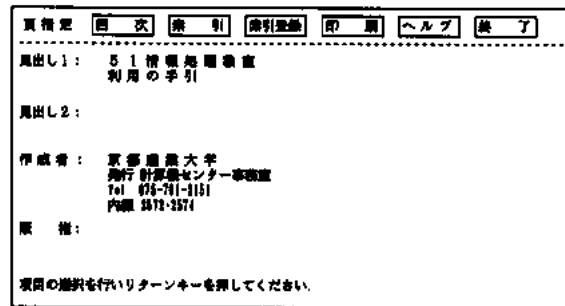 頁指定 目次 索引 索引登録 印刷 ヘルプ 終了
見出し1: 51情報処理教室
利用の手引
見出し2:
作成者: 京都産業大学
発行 計算機センター事務室
Tel 075-701-2151
内線 2572・2574
版権:
項目の選択を行いリターンキーを押してください.